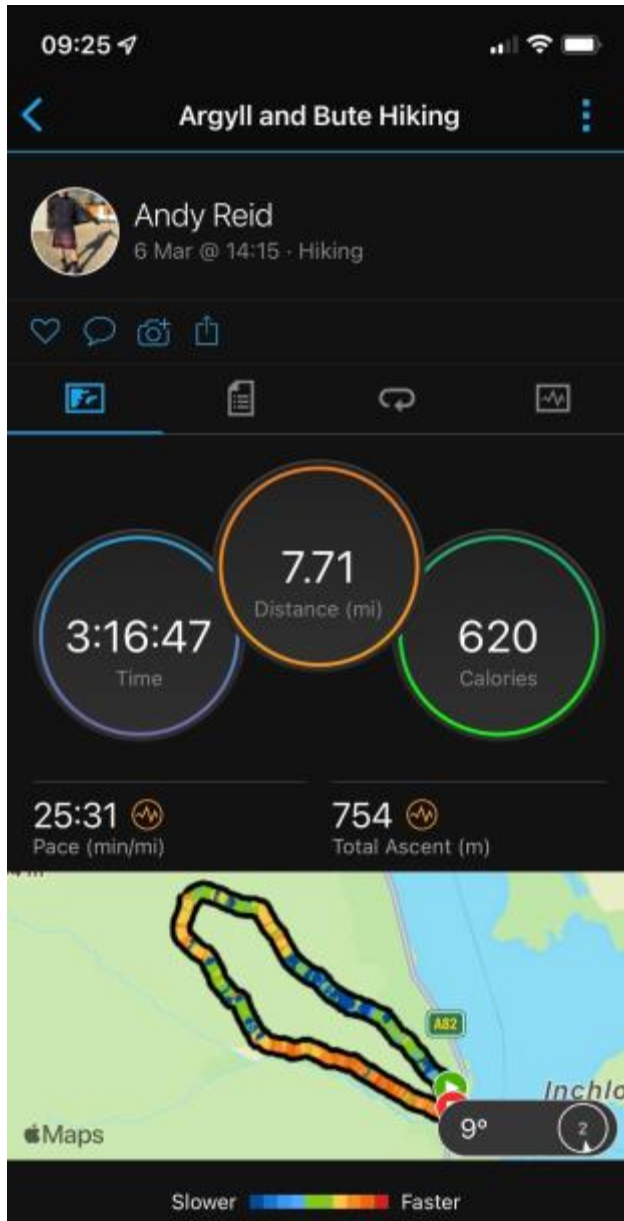 09:25
Argyll and Bute Hiking
Andy Reid
6 Mar @ 14:15 · Hiking
7.71
Distance (mi)
3:16:47
Time
620
Calories
25:31
Pace (min/mi)
754
Total Ascent (m)
A82
Inchlo
Maps
9°
2
Slower
Faster